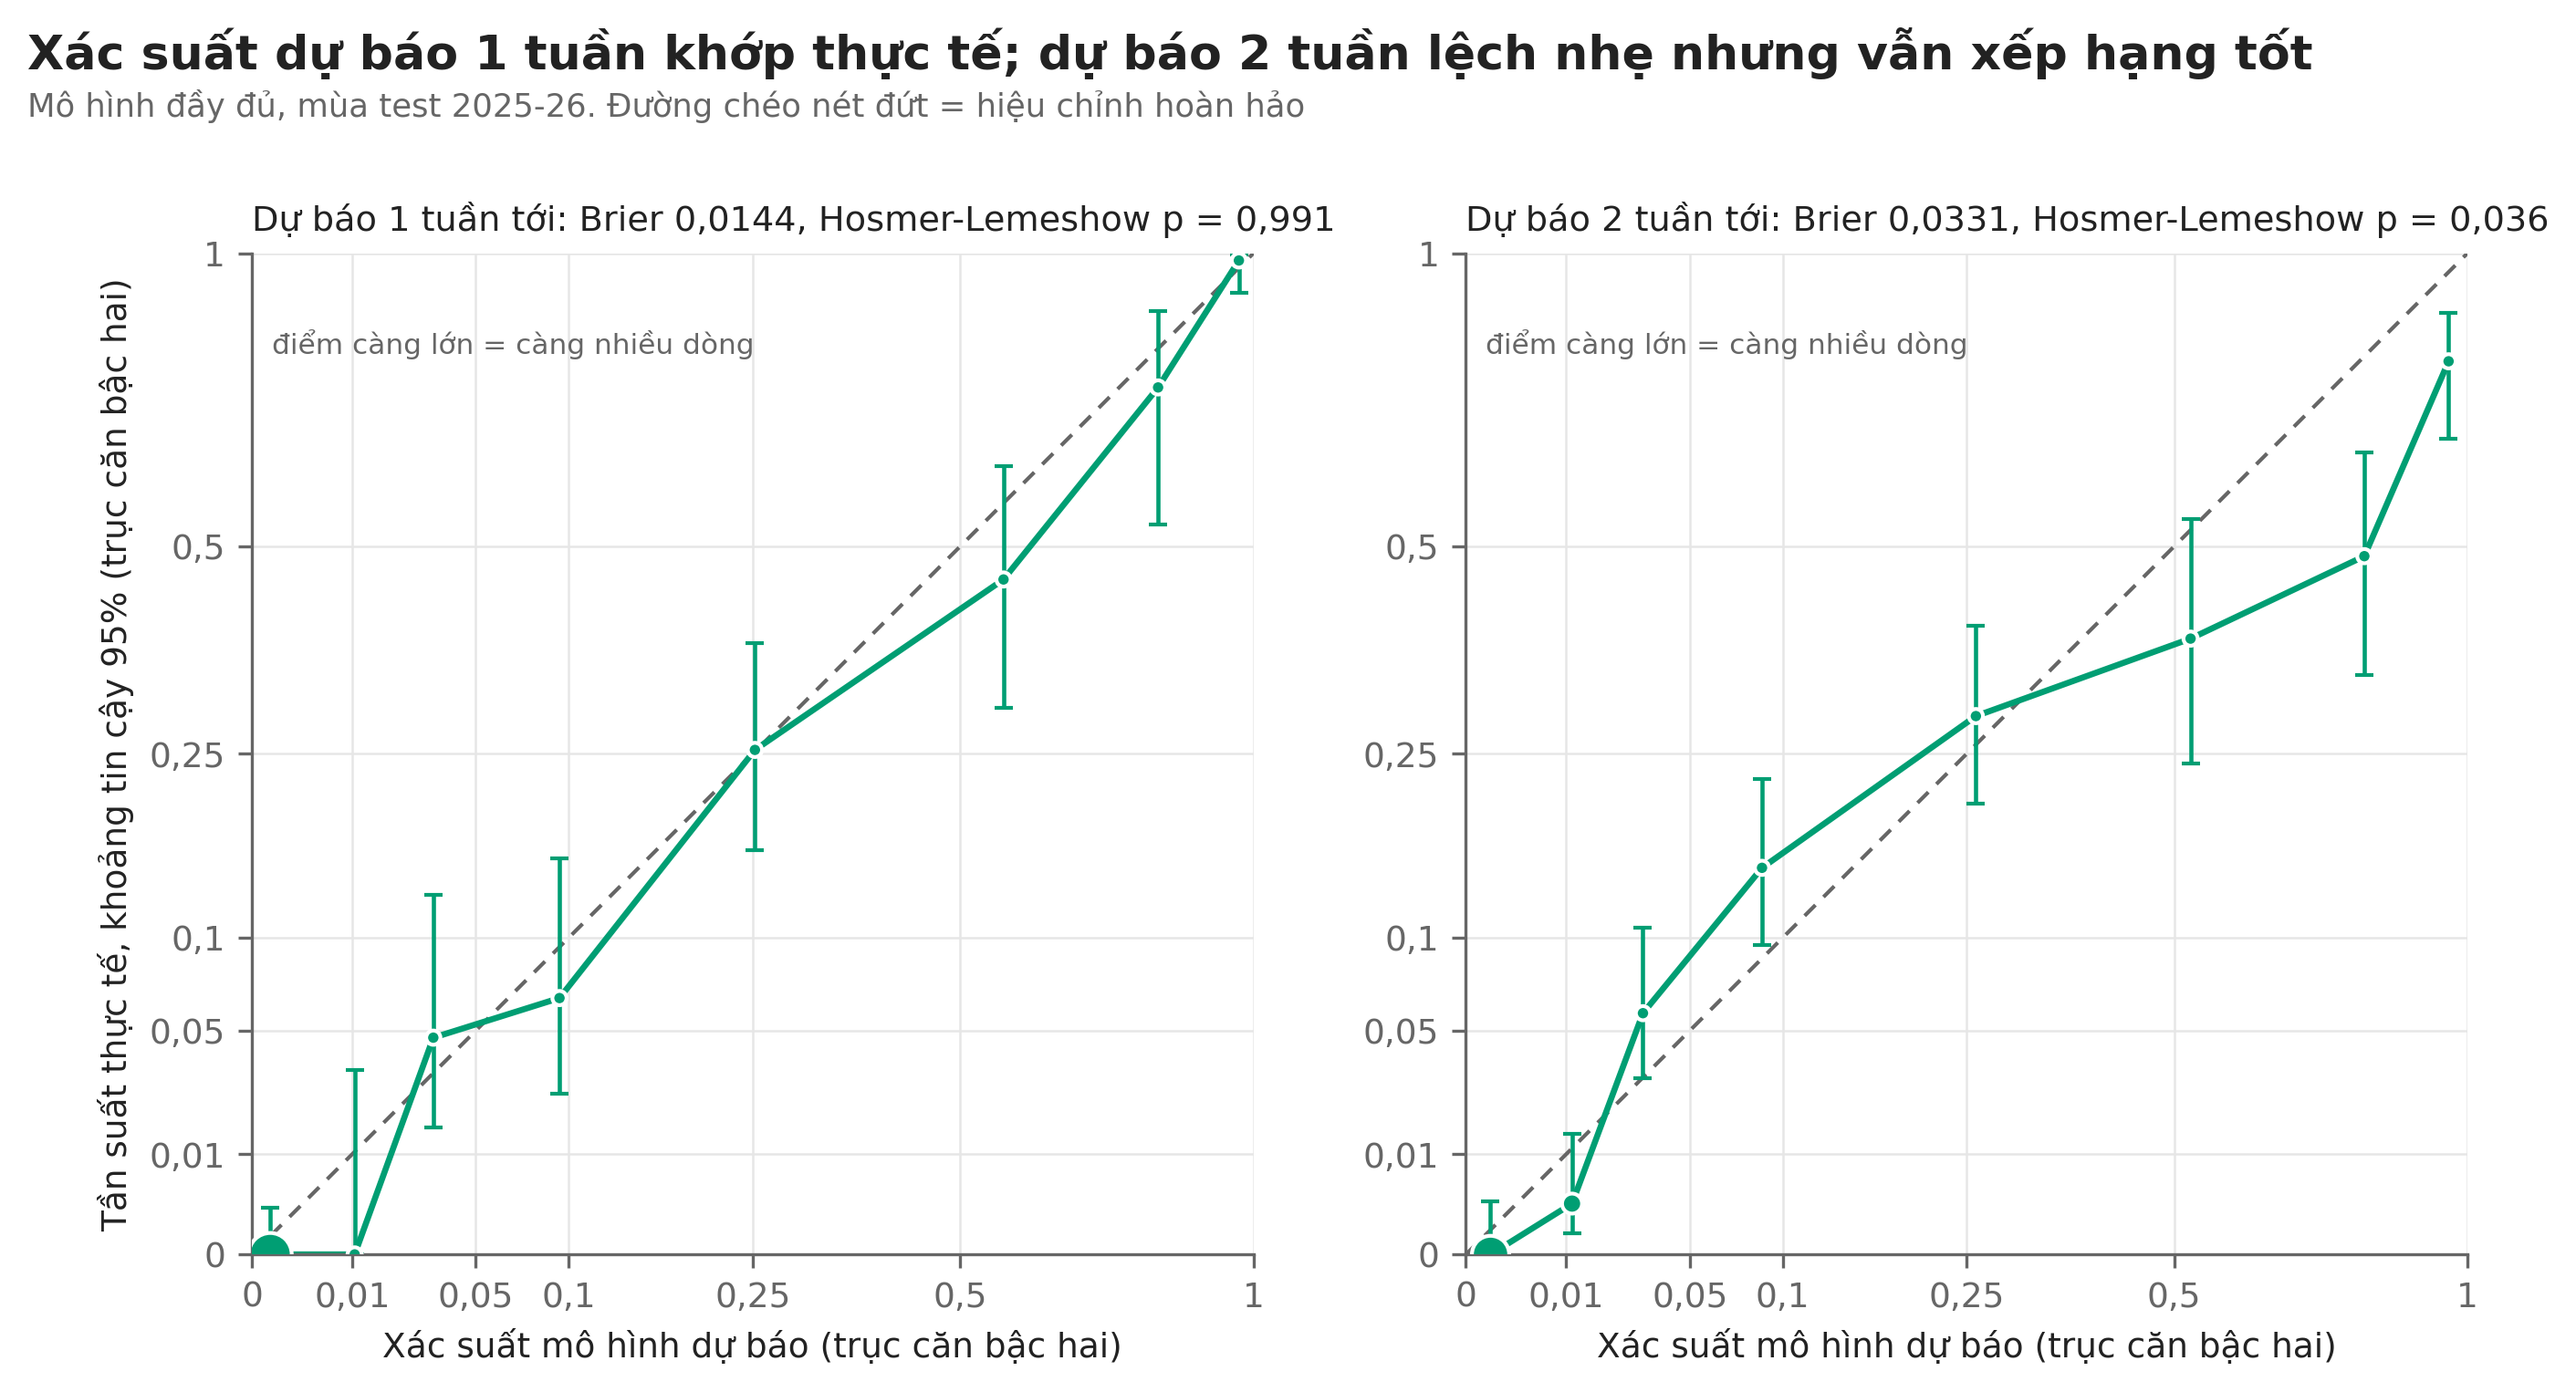 Xác suất dự báo 1 tuần khớp thực tế; dự báo 2 tuần lệch nhẹ nhưng vẫn xếp hạng tốt
Mô hình đầy đủ, mùa test 2025-26. Đường chéo nét đứt = hiệu chỉnh hoàn hảo
Dự báo 1 tuần tới: Brier 0,0144, Hosmer-Lemeshow p = 0,991
điểm càng lớn = càng nhiều dòng
Tần suất thực tế, khoảng tin cậy 95% (trục căn bậc hai)
1
0,5
0,25
0,1
0,05
0,01
0
0 0,01 0,05 0,1 0,25 0,5 1
Xác suất mô hình dự báo (trục căn bậc hai)
Dự báo 2 tuần tới: Brier 0,0331, Hosmer-Lemeshow p = 0,036
điểm càng lớn = càng nhiều dòng
1
0,5
0,25
0,1
0,05
0,01
0
0 0,01 0,05 0,1 0,25 0,5 1
Xác suất mô hình dự báo (trục căn bậc hai)